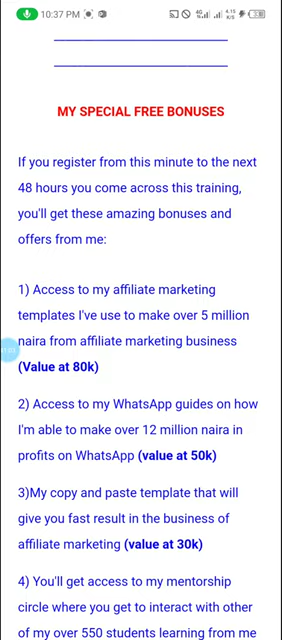 10:37 PM
MY SPECIAL FREE BONUSES
If you register from this minute to the next
48 hours you come across this training,
you'll get these amazing bonuses and
offers from me:
1) Access to my affiliate marketing
templates I've use to make over 5 million
naira from affiliate marketing business
(Value at 80k)
2) Access to my WhatsApp guides on how
I'm able to make over 12 million naira in
profits on WhatsApp (value at 50k)
3)My copy and paste template that will
give you fast result in the business of
affiliate marketing (value at 30k)
4) You'll get access to my mentorship
circle where you get to interact with other
of my over 550 students learning from me